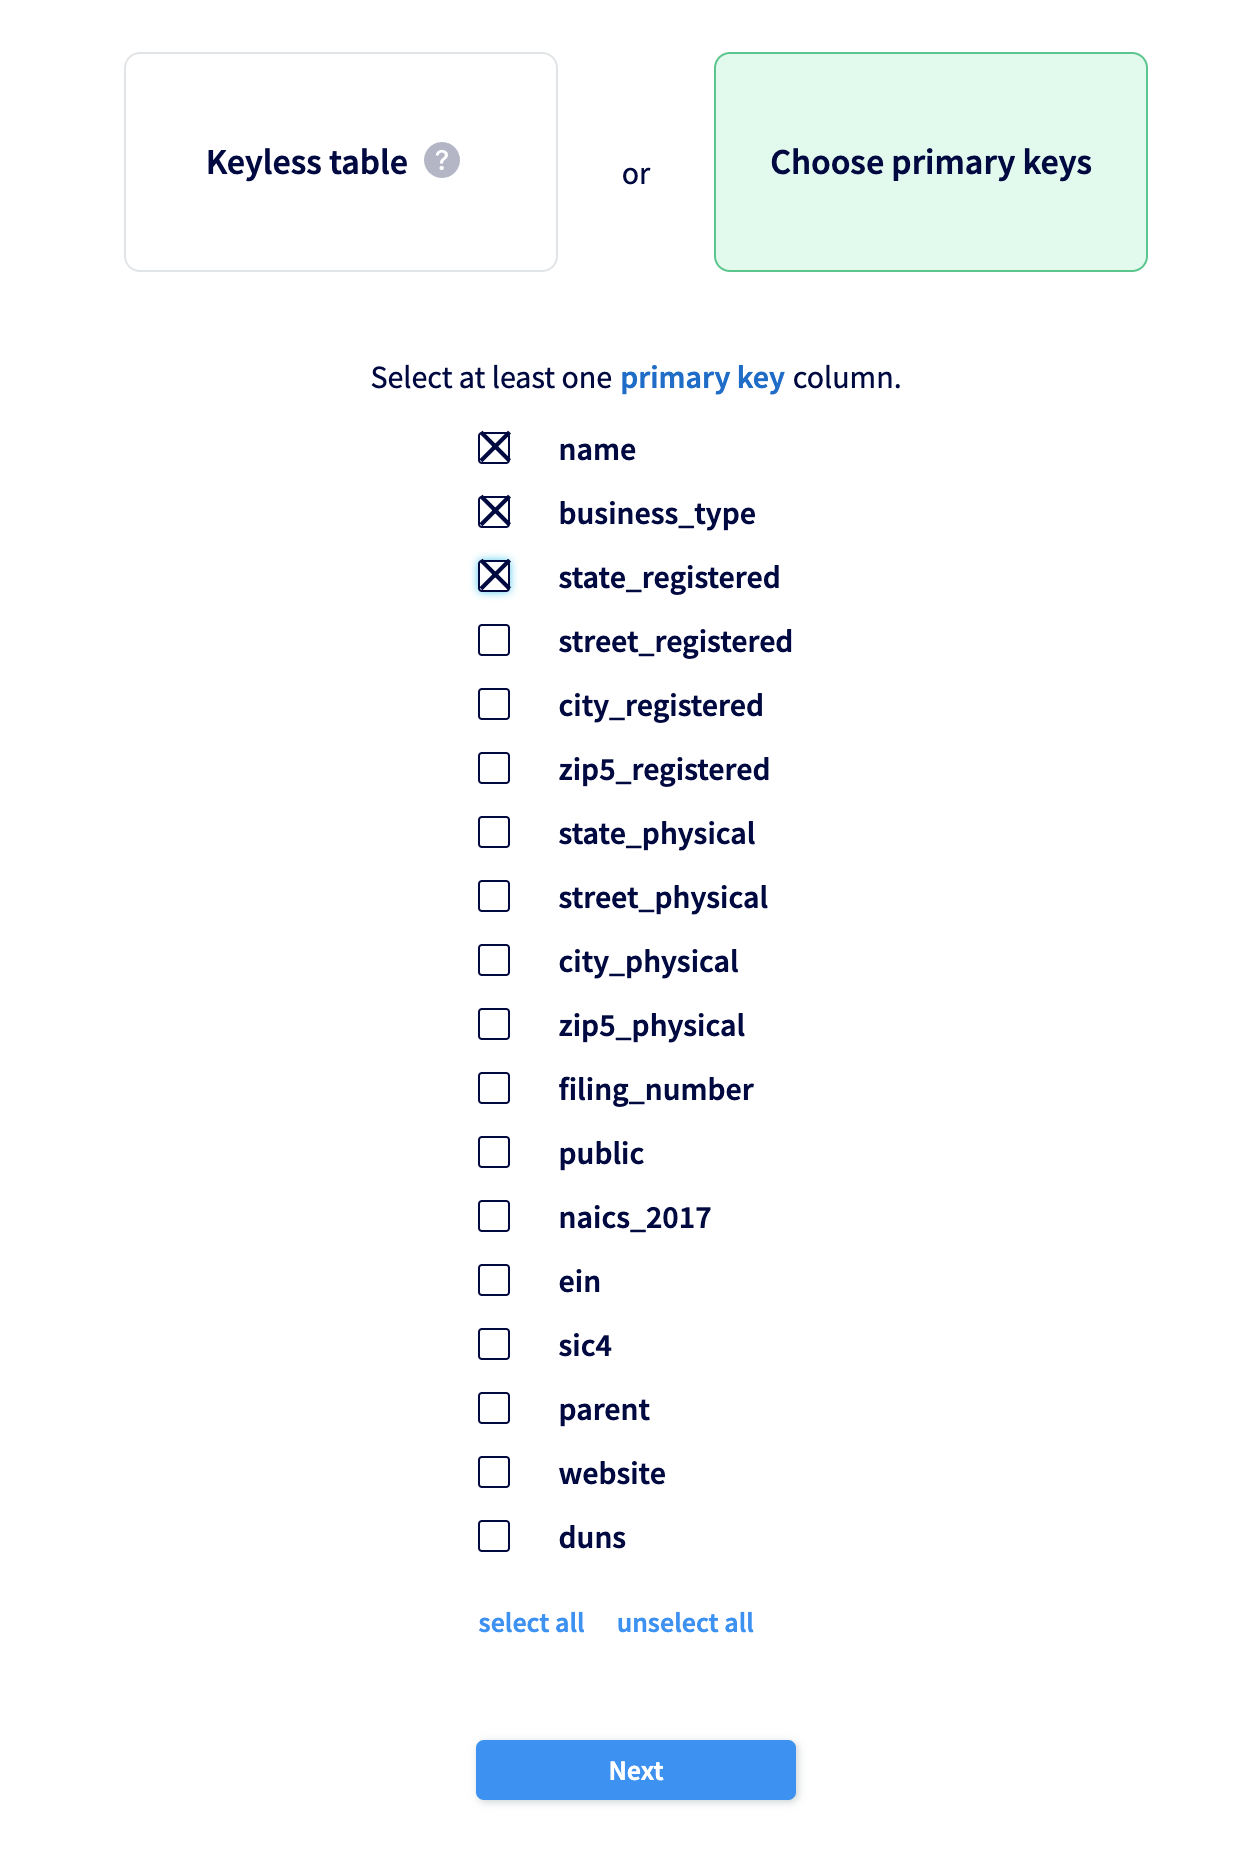 Keyless table ?
or
Choose primary keys
Select at least one primary key column.
name
business_type
state_registered
street_registered
city_registered
zip5_registered
state_physical
street_physical
city_physical
zip5_physical
filing_number
public
naics_2017
ein
sic4
parent
website
duns
select all unselect all
Next